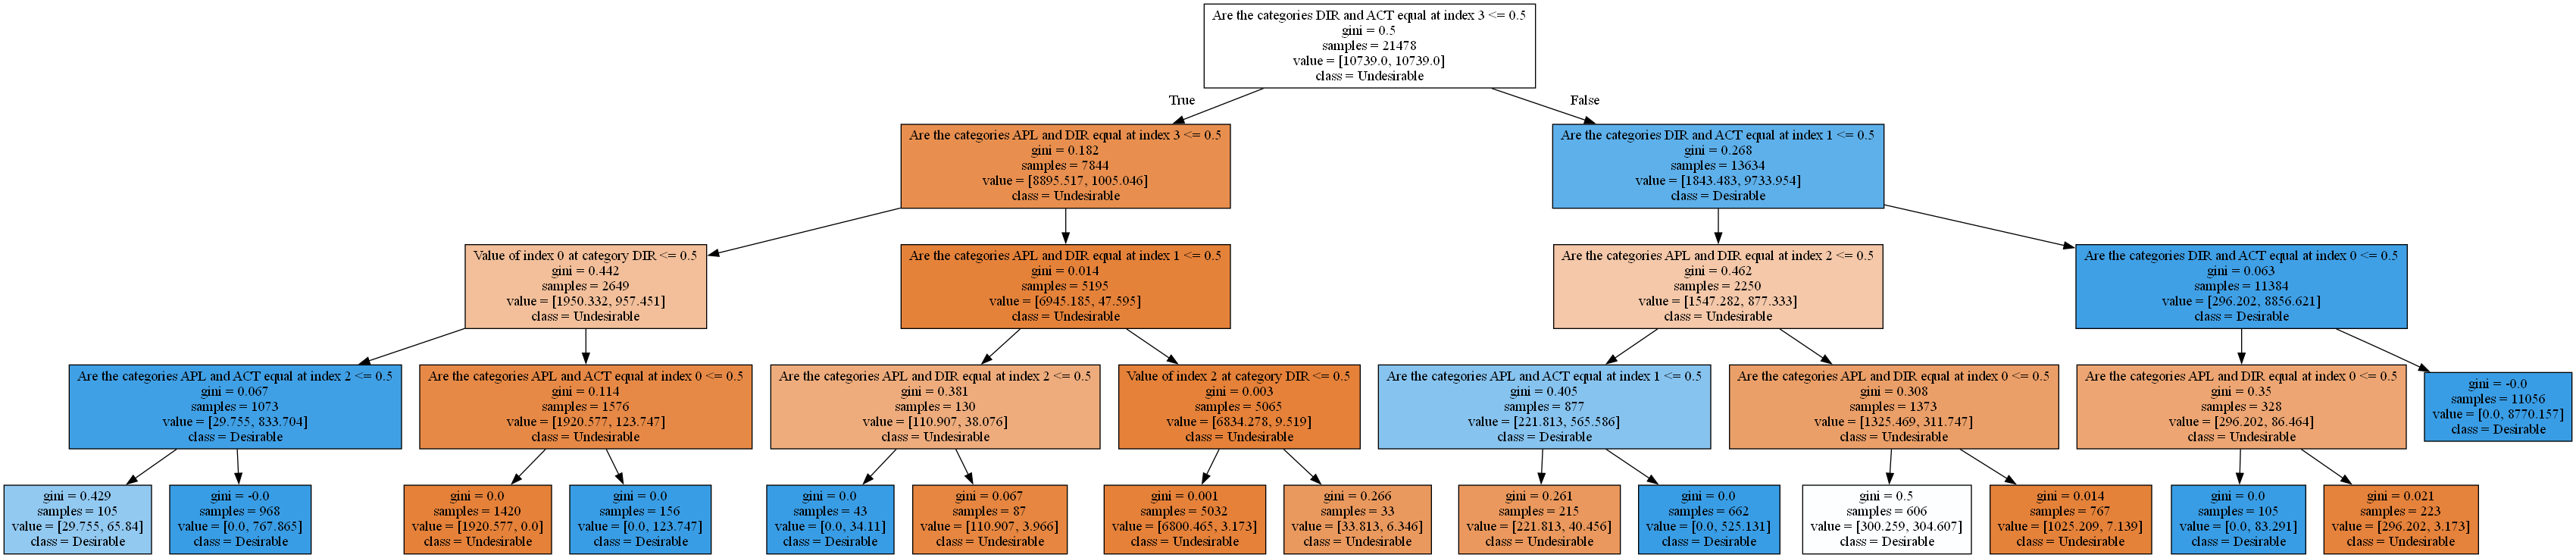 Are the categories DIR and ACT equal at index 3 <= 0.5
gini = 0.5
samples = 21478
value = [10739.0, 10739.0]
class = Undesirable
True
False
Are the categories APL and DIR equal at index 3 <= 0.5
gini = 0.182
samples = 7844
value = [8895.517, 1005.046]
class = Undesirable
Are the categories DIR and ACT equal at index 1 <= 0.5
gini = 0.268
samples = 13634
value = [1843.483, 9733.954]
class = Desirable
Value of index 0 at category DIR <= 0.5
gini = 0.442
samples = 2649
value = [1950.332, 957.451]
class = Undesirable
Are the categories APL and DIR equal at index 1 <= 0.5
gini = 0.014
samples = 5195
value = [6945.185, 47.595]
class = Undesirable
Are the categories APL and DIR equal at index 2 <= 0.5
gini = 0.462
samples = 2250
value = [1547.282, 877.333]
class = Undesirable
Are the categories DIR and ACT equal at index 0 <= 0.5
gini = 0.063
samples = 11384
value = [296.202, 8856.621]
class = Desirable
Are the categories APL and ACT equal at index 2 <= 0.5
gini = 0.067
samples = 1073
value = [29.755, 833.704]
class = Desirable
Are the categories APL and ACT equal at index 0 <= 0.5
gini = 0.114
samples = 1576
value = [1920.577, 123.747]
class = Undesirable
Are the categories APL and DIR equal at index 2 <= 0.5
gini = 0.381
samples = 130
value = [110.907, 38.076]
class = Undesirable
Value of index 2 at category DIR <= 0.5
gini = 0.003
samples = 5065
value = [6834.278, 9.519]
class = Undesirable
Are the categories APL and ACT equal at index 1 <= 0.5
gini = 0.405
samples = 877
value = [221.813, 565.586]
class = Desirable
Are the categories APL and DIR equal at index 0 <= 0.5
gini = 0.308
samples = 1373
value = [1325.469, 311.747]
class = Undesirable
Are the categories APL and DIR equal at index 0 <= 0.5
gini = 0.35
samples = 328
value = [296.202, 86.464]
class = Undesirable
gini = -0.0
samples = 11056
value = [0.0, 8770.157]
class = Desirable
gini = 0.429
samples = 105
value = [29.755, 65.84]
class = Desirable
gini = -0.0
samples = 968
value = [0.0, 767.865]
class = Desirable
gini = 0.0
samples = 1420
value = [1920.577, 0.0]
class = Undesirable
gini = 0.0
samples = 156
value = [0.0, 123.747]
class = Desirable
gini = 0.0
samples = 43
value = [0.0, 34.11]
class = Desirable
gini = 0.067
samples = 87
value = [110.907, 3.966]
class = Undesirable
gini = 0.001
samples = 5032
value = [6800.465, 3.173]
class = Undesirable
gini = 0.266
samples = 33
value = [33.813, 6.346]
class = Undesirable
gini = 0.261
samples = 215
value = [221.813, 40.456]
class = Undesirable
gini = 0.0
samples = 662
value = [0.0, 525.131]
class = Desirable
gini = 0.5
samples = 606
value = [300.259, 304.607]
class = Desirable
gini = 0.014
samples = 767
value = [1025.209, 7.139]
class = Undesirable
gini = 0.0
samples = 105
value = [0.0, 83.291]
class = Desirable
gini = 0.021
samples = 223
value = [296.202, 3.173]
class = Undesirable